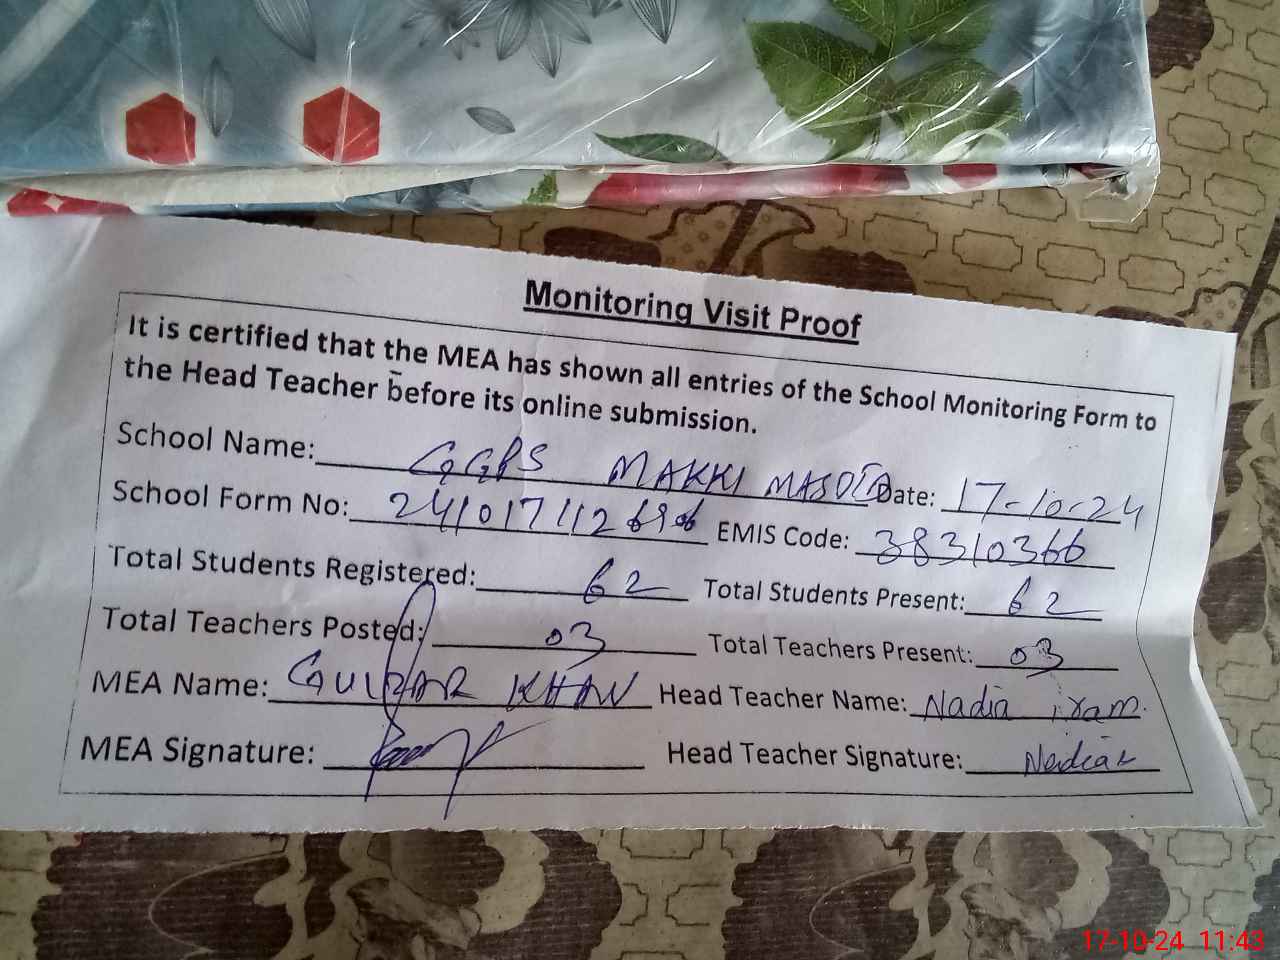 Monitoring Visit Proof
It is certified that the MEA has shown all entries of the School Monitoring Form to
the Head Teacher before its online submission.
School Name: GGPS MAKKI MASJID Date: 17-10-24
School Form No: EMIS Code: 38310366
Total Students Registered: 62 Total Students Present: 62
Total Teachers Posted: 03 Total Teachers Present: 03
MEA Name: GULZAR KHAN Head Teacher Name: Nadia iram.
MEA Signature: Head Teacher Signature:
17-10-24 11:43